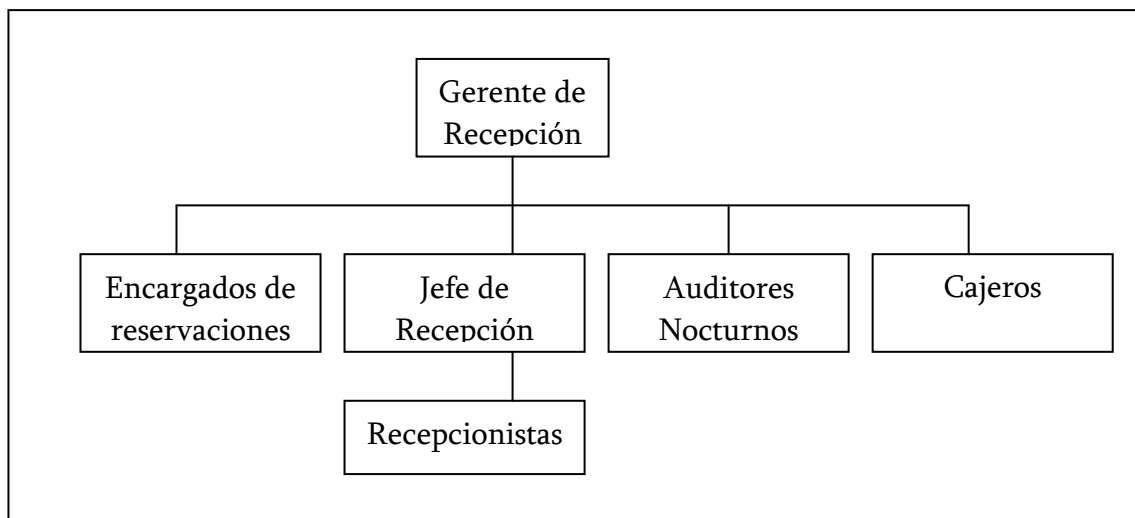 Gerente de
Recepción
Encargados de
reservaciones
Jefe de
Recepción
Auditores
Nocturnos
Cajeros
Recepcionistas